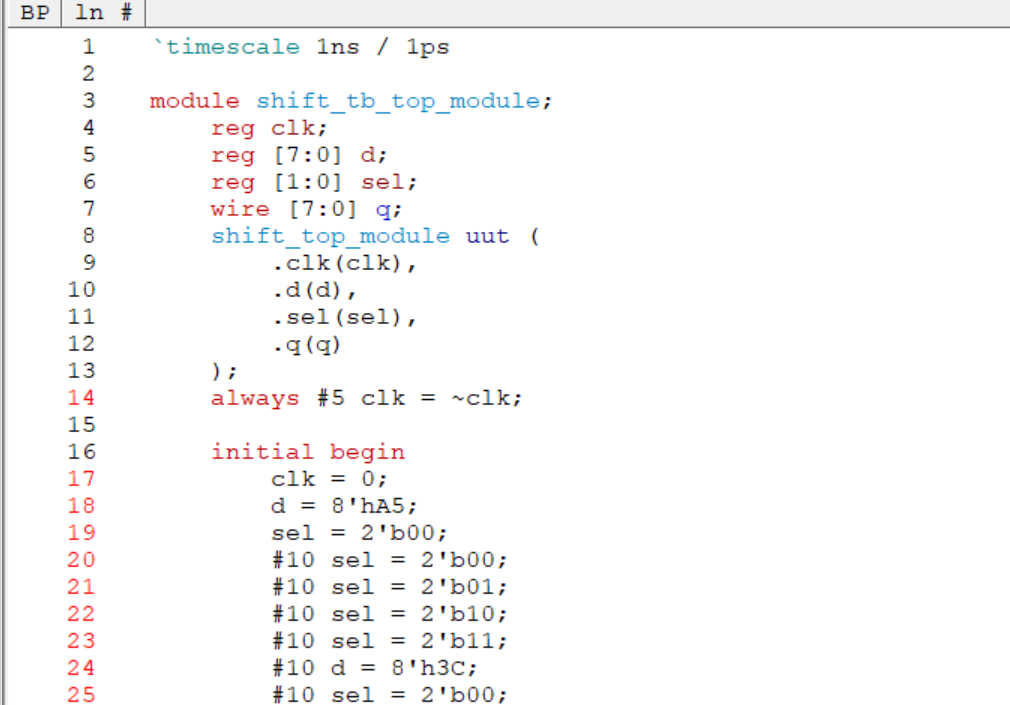 BP ln #
1 `timescale 1ns / 1ps
2
3 module shift_tb_top_module;
4 reg clk;
5 reg [7:0] d;
6 reg [1:0] sel;
7 wire [7:0] q;
8 shift_top_module uut (
9 .clk(clk),
10 .d(d),
11 .sel(sel),
12 .q(q)
13 );
14 always #5 clk = ~clk;
15
16 initial begin
17 clk = 0;
18 d = 8'hA5;
19 sel = 2'b00;
20 #10 sel = 2'b00;
21 #10 sel = 2'b01;
22 #10 sel = 2'b10;
23 #10 sel = 2'b11;
24 #10 d = 8'h3C;
25 #10 sel = 2'b00;